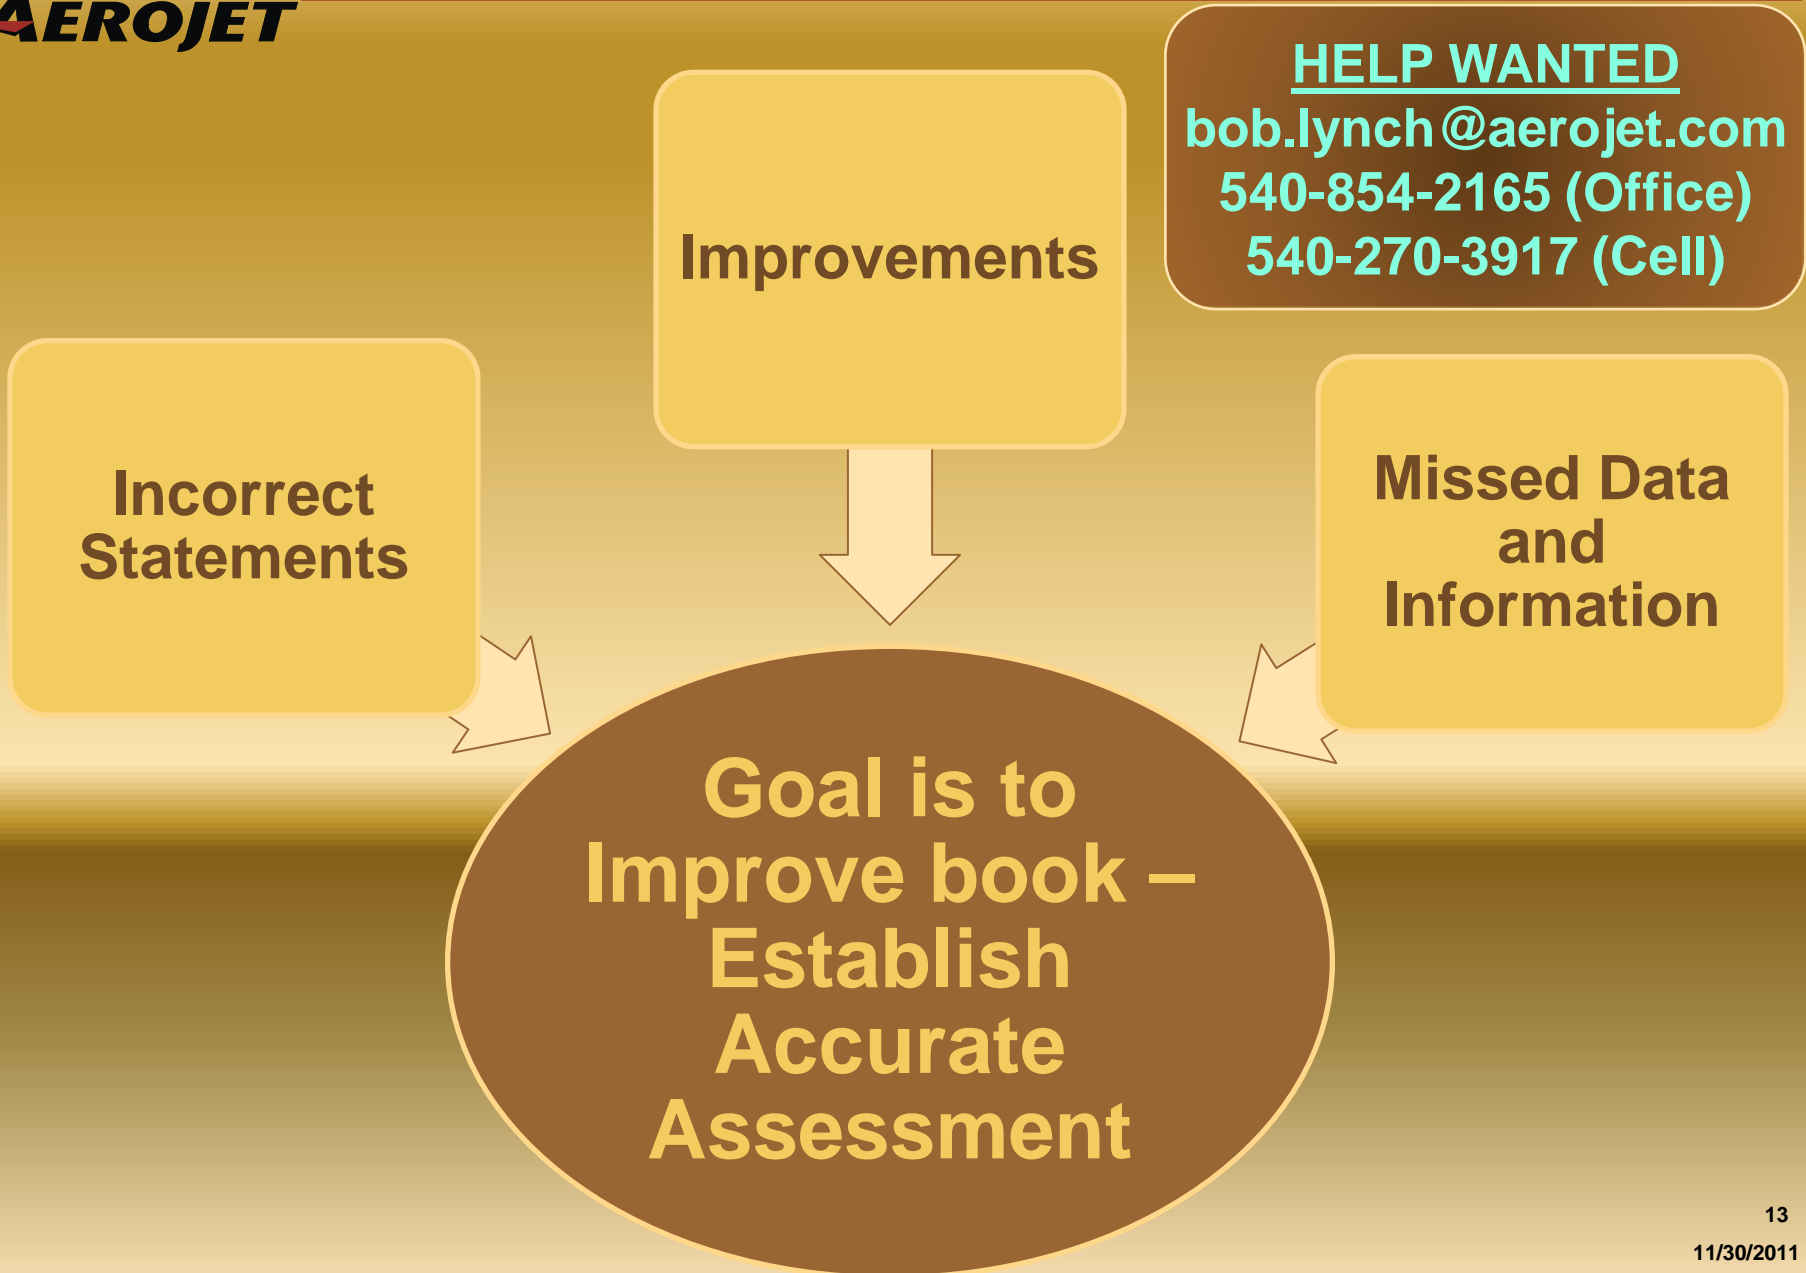 AEROJET
HELP WANTED
bob.lynch@aerojet.com
540-854-2165 (Office)
540-270-3917 (Cell)
Improvements
Incorrect
Statements
Missed Data
and
Information
Goal is to
Improve book –
Establish
Accurate
Assessment
13
11/30/2011